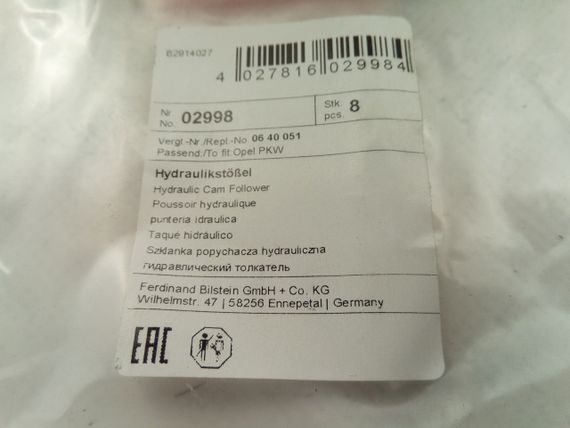 B2914027
4 027816 029984
Nr.
No. 02998
Stk.
pcs. 8
Vergl.-Nr./Repl.-No. 06 40 051
Passend:/To fit:Opel PKW
Hydraulikstößel
Hydraulic Cam Follower
Poussoir hydraulique
punteria idraulica
Taqué hidráulico
Szklanka popychacza hydrauliczna
гидравлический толкатель
Ferdinand Bilstein GmbH + Co. KG
Wilhelmstr. 47 | 58256 Ennepetal | Germany
EAC